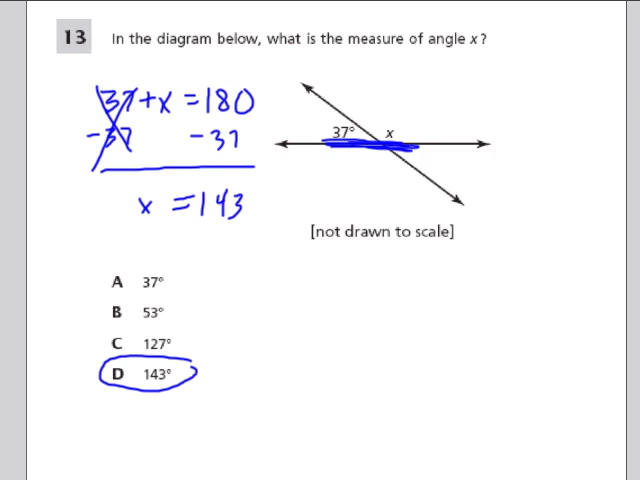 13 In the diagram below, what is the measure of angle x?
37+x = 180
-37 -37
x = 143
37° x
[not drawn to scale]
A 37°
B 53°
C 127°
D 143°